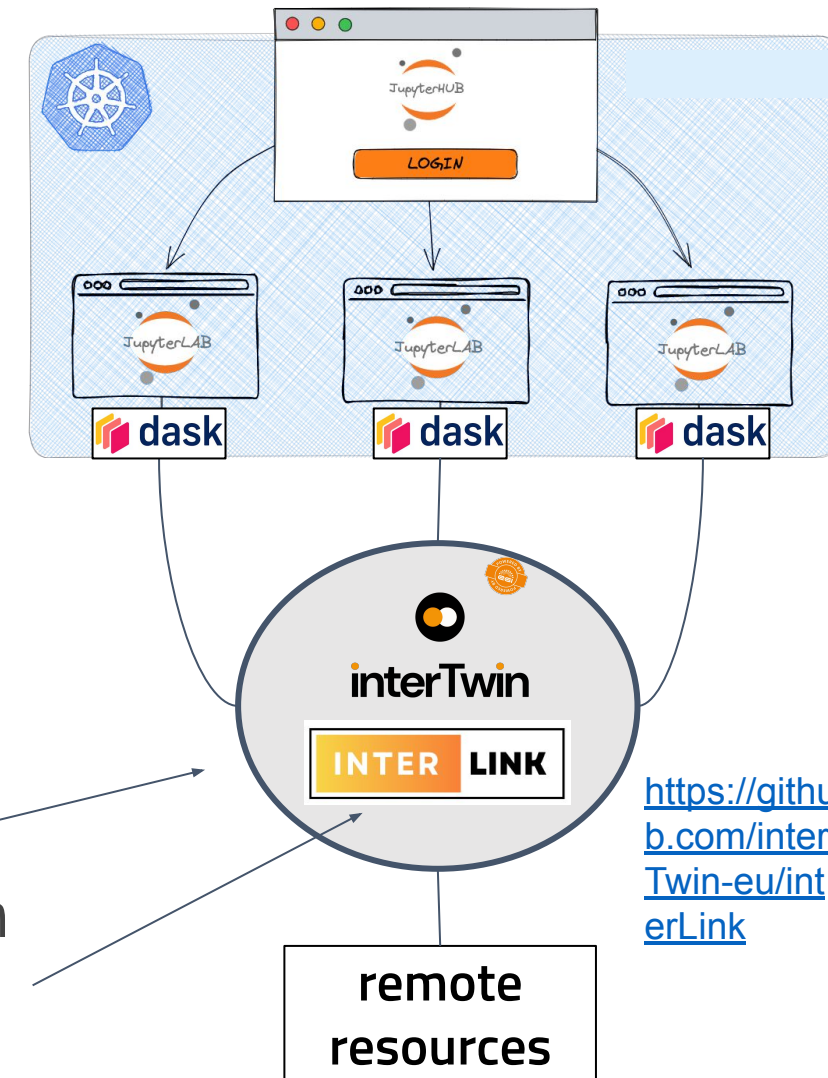 JupyterHUB
LOGIN
JupyterLAB
JupyterLAB
JupyterLAB
dask
dask
dask
interTwin
INTER LINK
https://githu
b.com/inter
Twin-eu/int
erLink
remote
resources